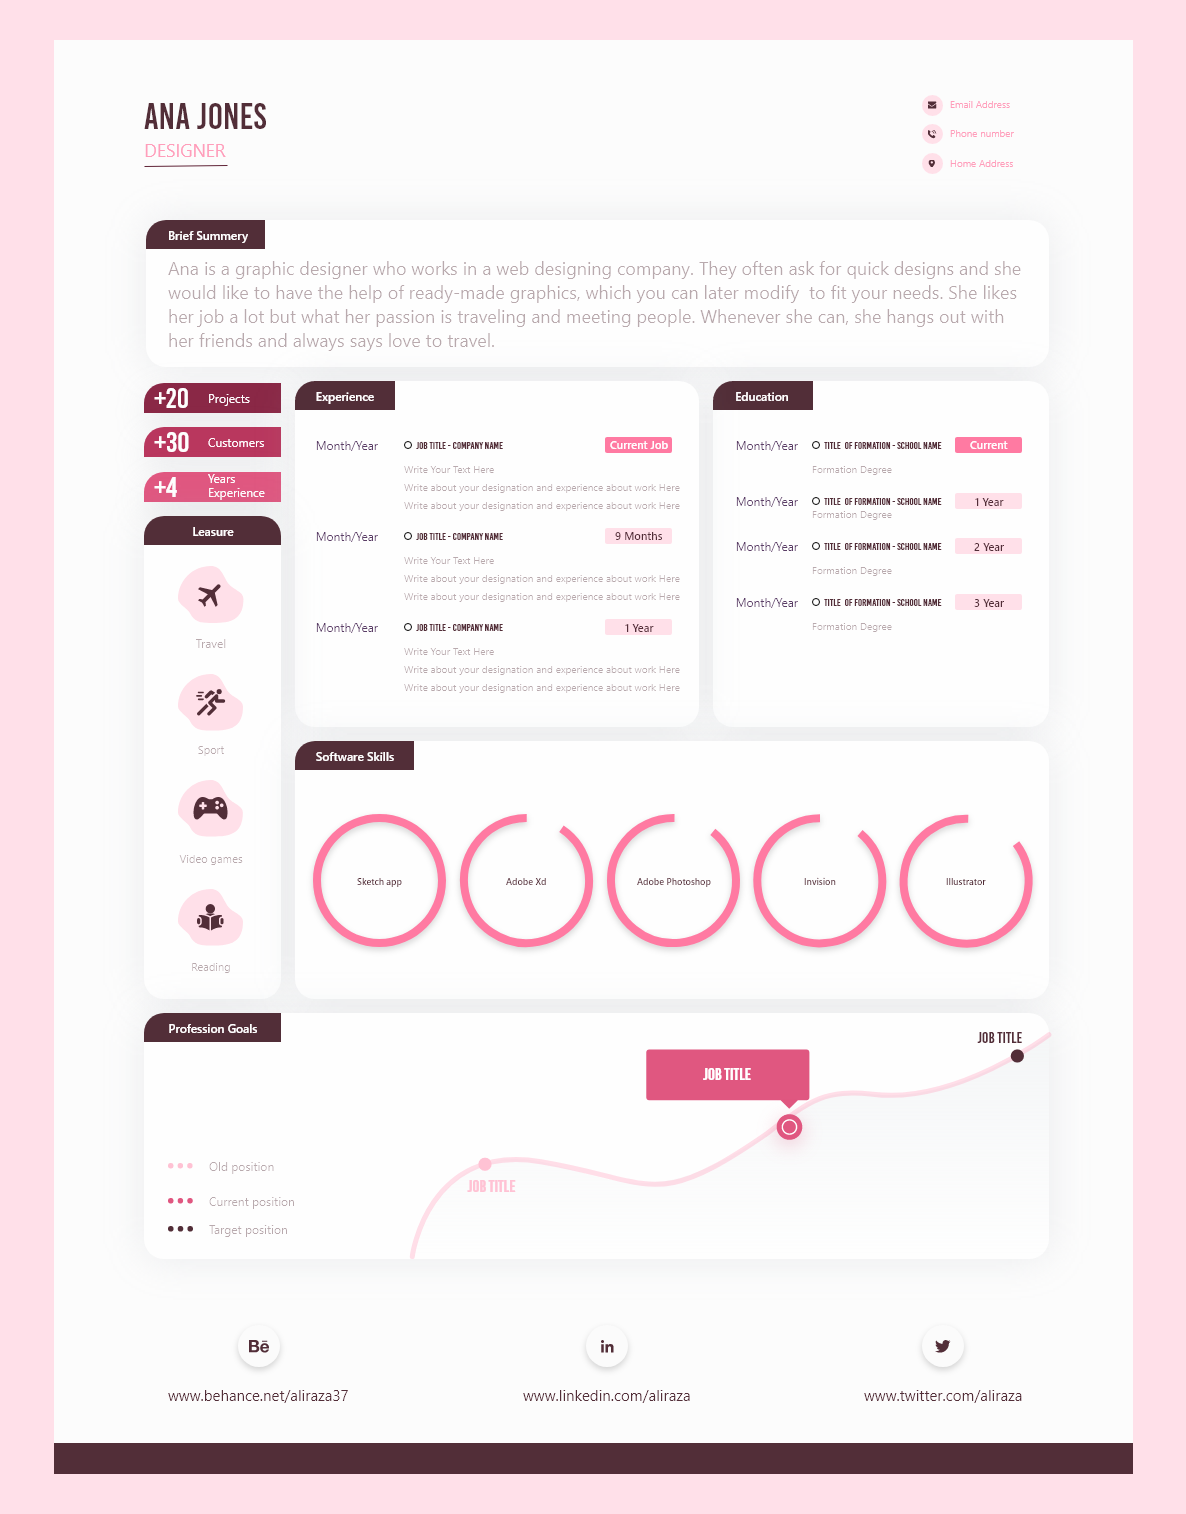 ANA JONES
DESIGNER
Email Address
Phone number
Home Address
Brief Summery
Ana is a graphic designer who works in a web designing company. They often ask for quick designs and she
would like to have the help of ready-made graphics, which you can later modify  to fit your needs. She likes
her job a lot but what her passion is traveling and meeting people. Whenever she can, she hangs out with
her friends and always says love to travel.
+20 Projects
+30 Customers
+4 Years
Experience
Leasure
Travel
Sport
Video games
Reading
Experience
Month/Year JOB TITLE - COMPANY NAME Current Job
Write Your Text Here
Write about your designation and experience about work Here
Write about your designation and experience about work Here
Month/Year JOB TITLE - COMPANY NAME 9 Months
Write Your Text Here
Write about your designation and experience about work Here
Write about your designation and experience about work Here
Month/Year JOB TITLE - COMPANY NAME 1 Year
Write Your Text Here
Write about your designation and experience about work Here
Write about your designation and experience about work Here
Education
Month/Year TITLE  OF FORMATION - SCHOOL NAME Current
Formation Degree
Month/Year TITLE  OF FORMATION - SCHOOL NAME 1 Year
Formation Degree
Month/Year TITLE  OF FORMATION - SCHOOL NAME 2 Year
Formation Degree
Month/Year TITLE  OF FORMATION - SCHOOL NAME 3 Year
Formation Degree
Software Skills
Sketch app
Adobe Xd
Adobe Photoshop
Invision
Illustrator
Profession Goals
JOB TITLE
JOB TITLE
JOB TITLE
Old position
Current position
Target position
Bē
in
www.behance.net/aliraza37
www.linkedin.com/aliraza
www.twitter.com/aliraza